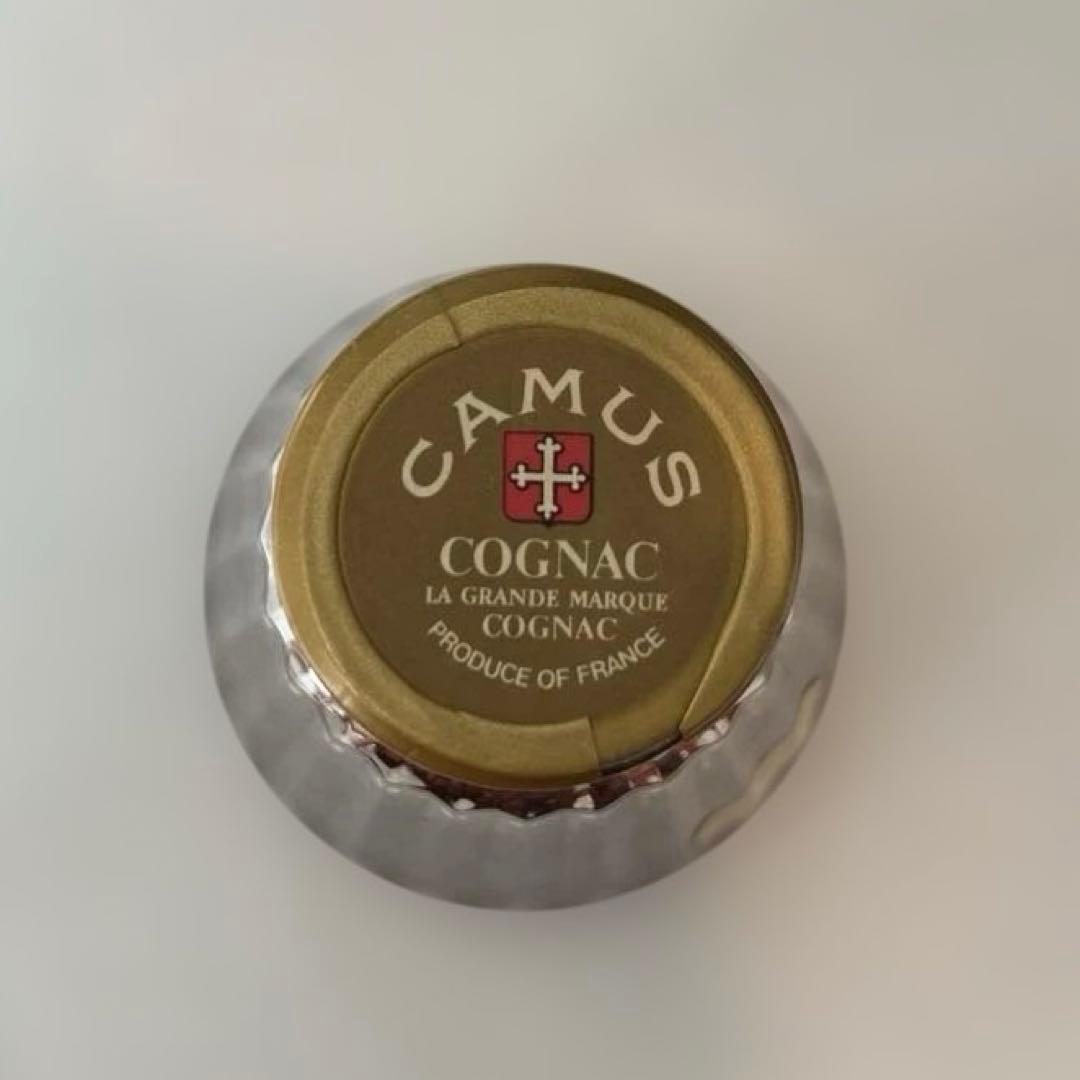 CAMUS
COGNAC
LA GRANDE MARQUE
COGNAC
PRODUCE OF FRANCE